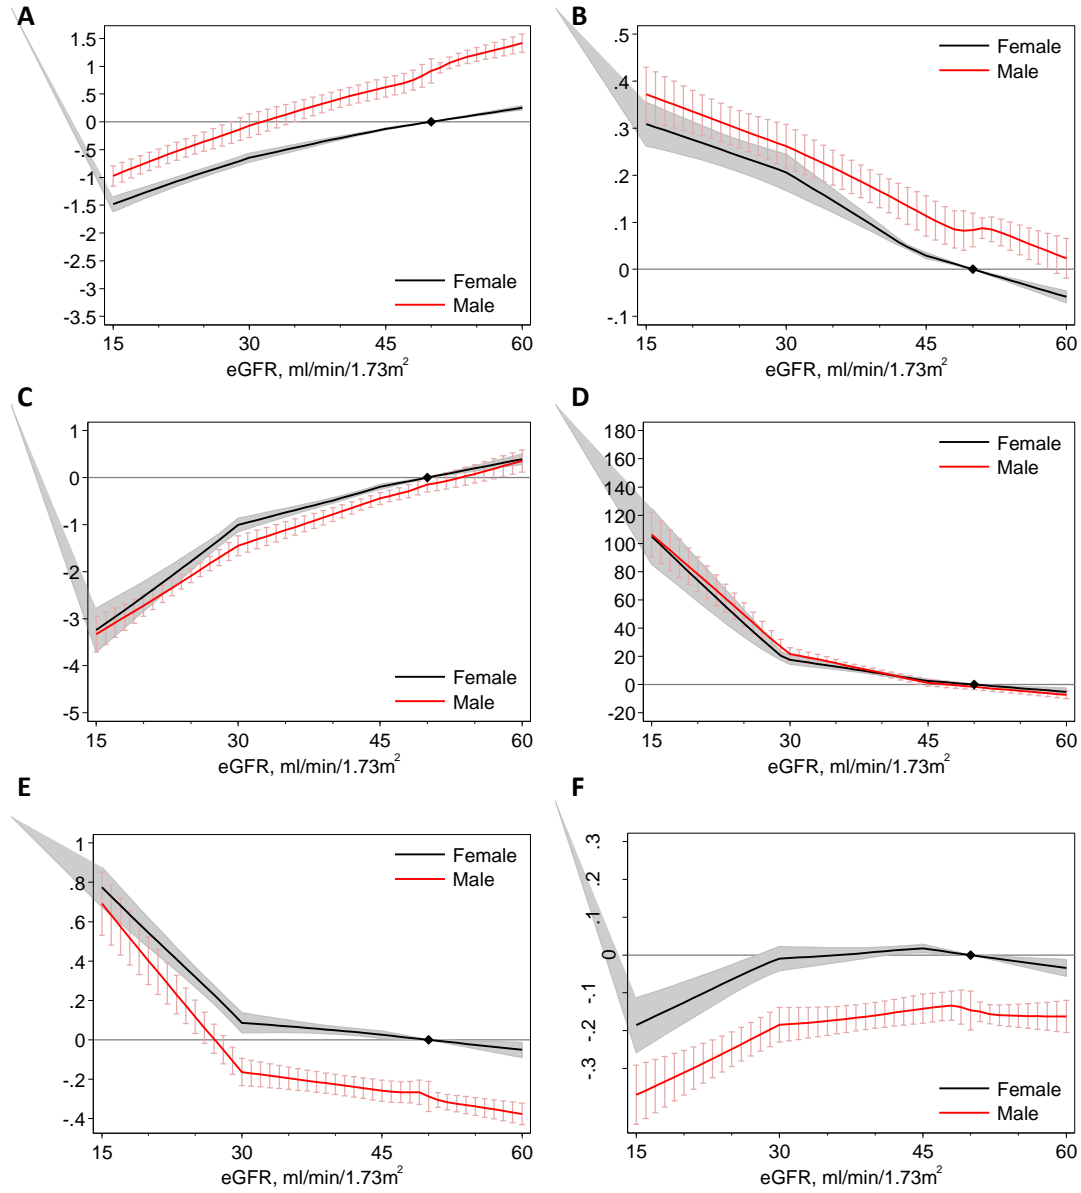 A
1.5
1
.5
0
-.5
-1
-1.5
-2
-2.5
-3
-3.5
Female
Male
15 30 45 60
eGFR, ml/min/1.73m²
B
.5
.4
.3
.2
.1
0
-.1
Female
Male
15 30 45 60
eGFR, ml/min/1.73m²
C
1
0
-1
-2
-3
-4
-5
Female
Male
15 30 45 60
eGFR, ml/min/1.73m²
D
180
160
140
120
100
80
60
40
20
0
-20
Female
Male
15 30 45 60
eGFR, ml/min/1.73m²
E
1
.8
.6
.4
.2
0
-.2
-.4
Female
Male
15 30 45 60
eGFR, ml/min/1.73m²
F
.3
.2
.1
0
-.1
-.2
-.3
Female
Male
15 30 45 60
eGFR, ml/min/1.73m²